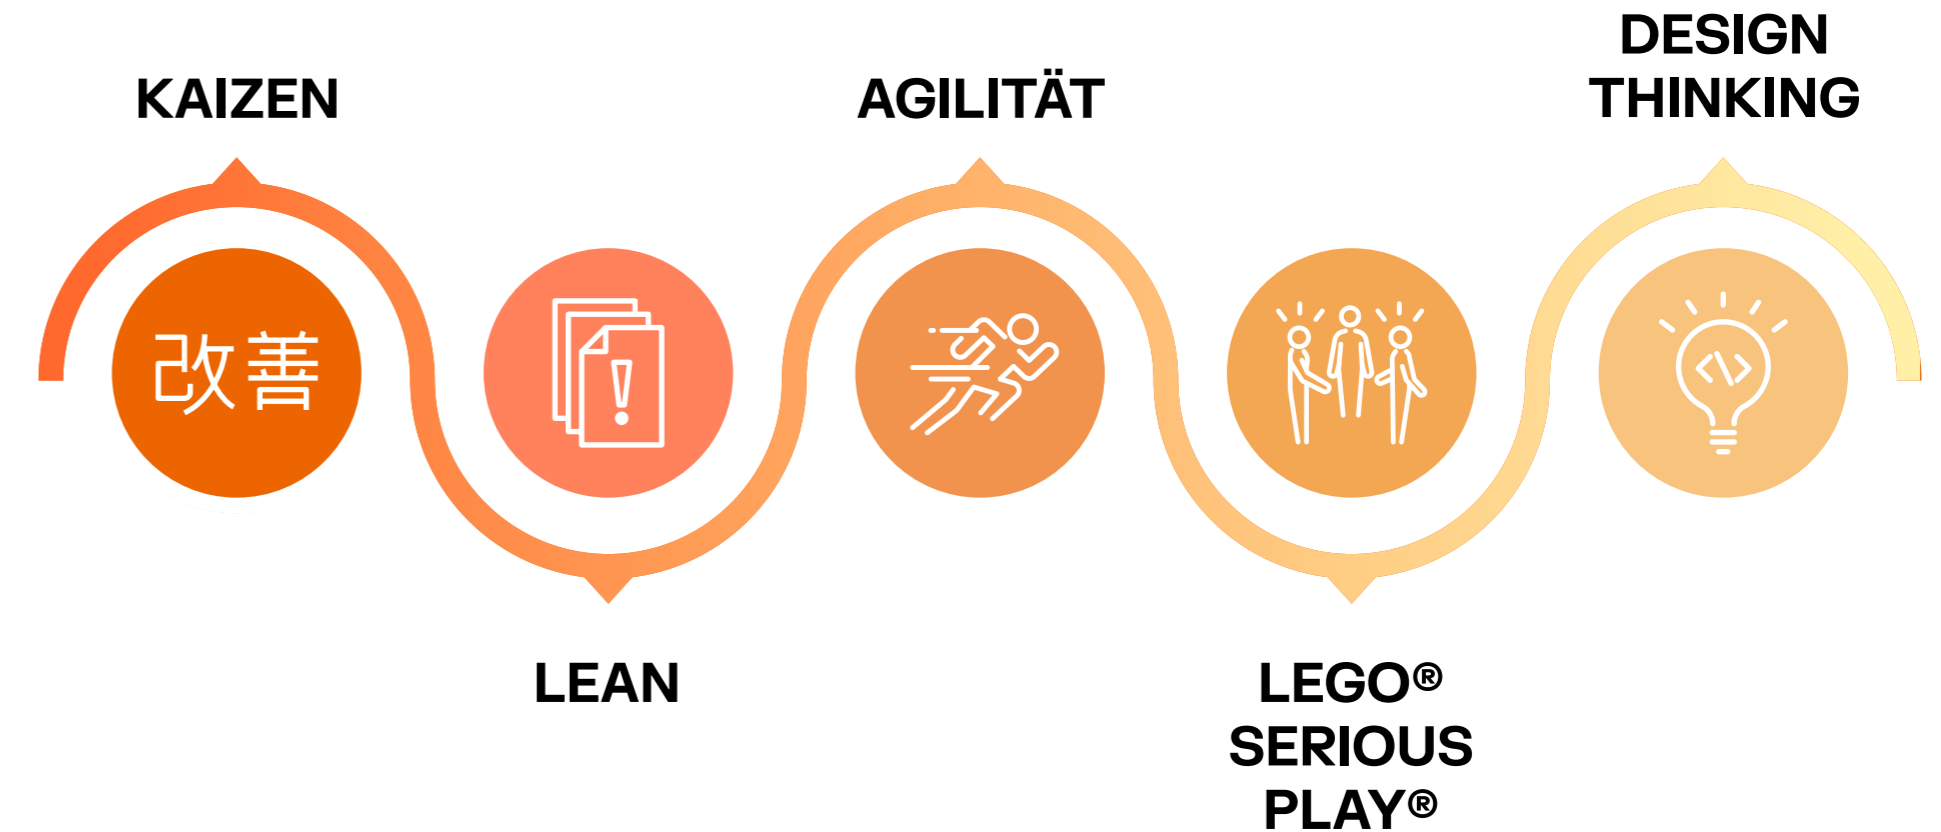 KAIZEN
改善
LEAN
AGILITÄT
LEGO®
SERIOUS
PLAY®
DESIGN
THINKING